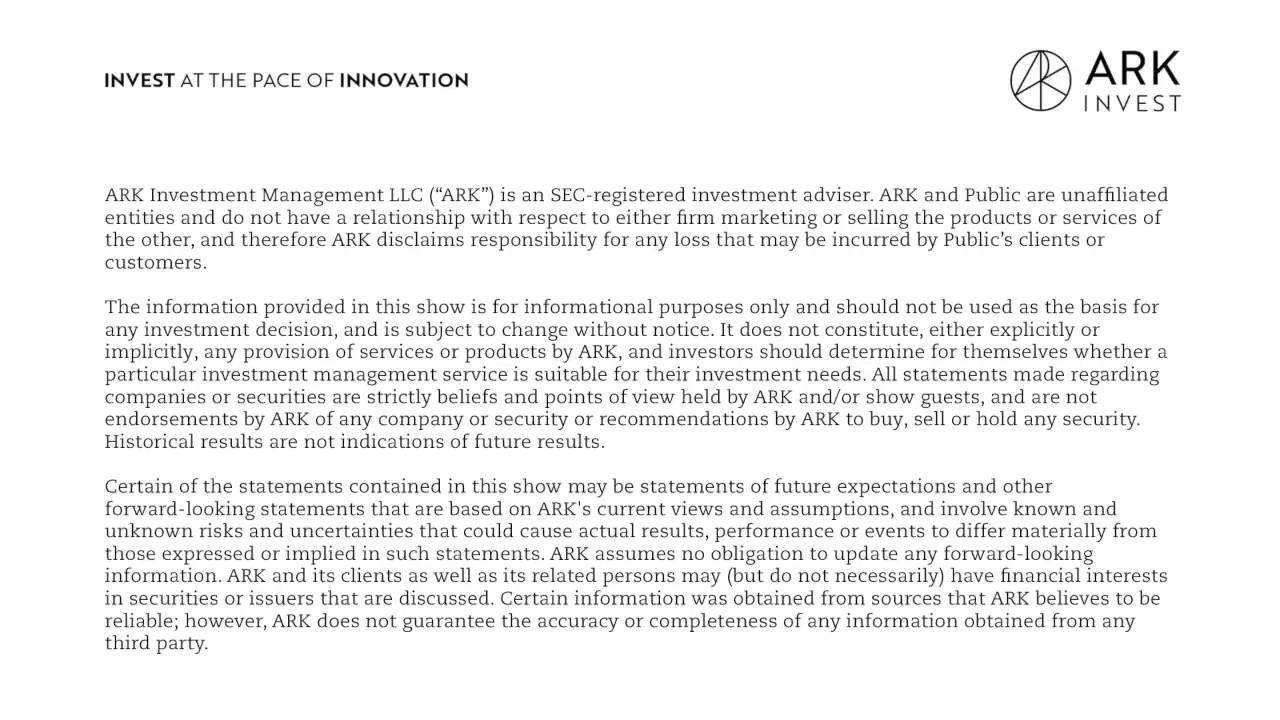 INVEST AT THE PACE OF INNOVATION
ARK
INVEST
ARK Investment Management LLC (“ARK”) is an SEC-registered investment adviser. ARK and Public are unaffiliated
entities and do not have a relationship with respect to either firm marketing or selling the products or services of
the other, and therefore ARK disclaims responsibility for any loss that may be incurred by Public’s clients or
customers.
The information provided in this show is for informational purposes only and should not be used as the basis for
any investment decision, and is subject to change without notice. It does not constitute, either explicitly or
implicitly, any provision of services or products by ARK, and investors should determine for themselves whether a
particular investment management service is suitable for their investment needs. All statements made regarding
companies or securities are strictly beliefs and points of view held by ARK and/or show guests, and are not
endorsements by ARK of any company or security or recommendations by ARK to buy, sell or hold any security.
Historical results are not indications of future results.
Certain of the statements contained in this show may be statements of future expectations and other
forward-looking statements that are based on ARK's current views and assumptions, and involve known and
unknown risks and uncertainties that could cause actual results, performance or events to differ materially from
those expressed or implied in such statements. ARK assumes no obligation to update any forward-looking
information. ARK and its clients as well as its related persons may (but do not necessarily) have financial interests
in securities or issuers that are discussed. Certain information was obtained from sources that ARK believes to be
reliable; however, ARK does not guarantee the accuracy or completeness of any information obtained from any
third party.